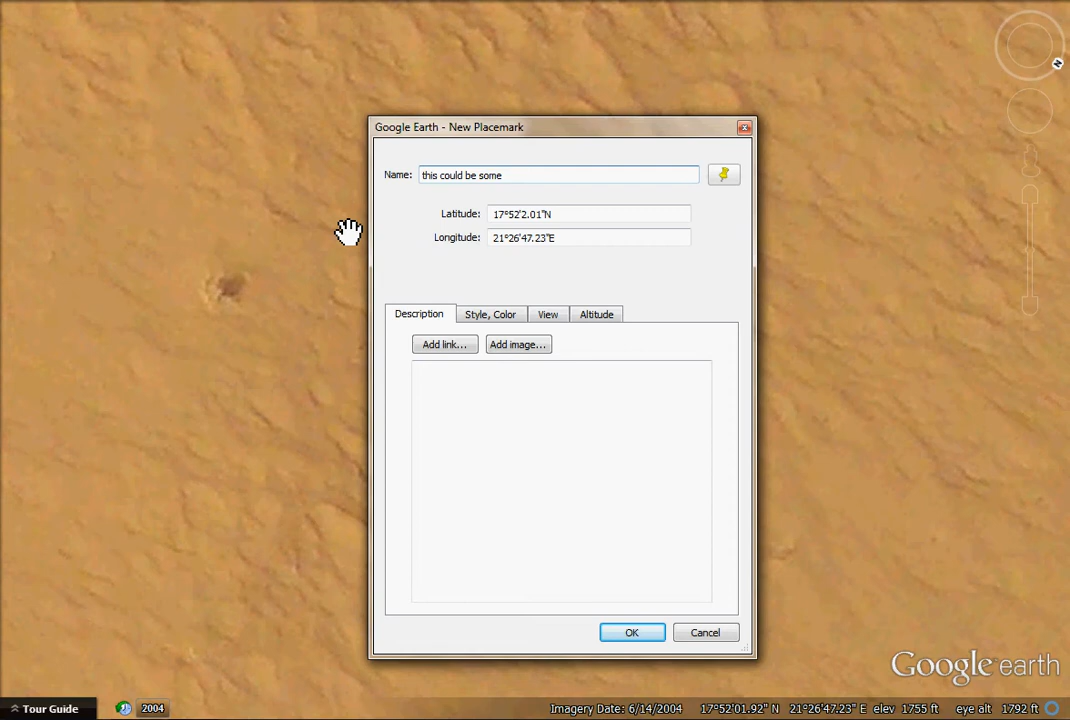 N
Google Earth - New Placemark
Name: this could be some
Latitude: 17°52'2.01"N
Longitude: 21°26'47.23"E
Description Style, Color View Altitude
Add link... Add image...
OK Cancel
Google earth
Tour Guide 2004 Imagery Date: 6/14/2004 17°52'01.92" N 21°26'47.23" E elev 1755 ft eye alt 1792 ft